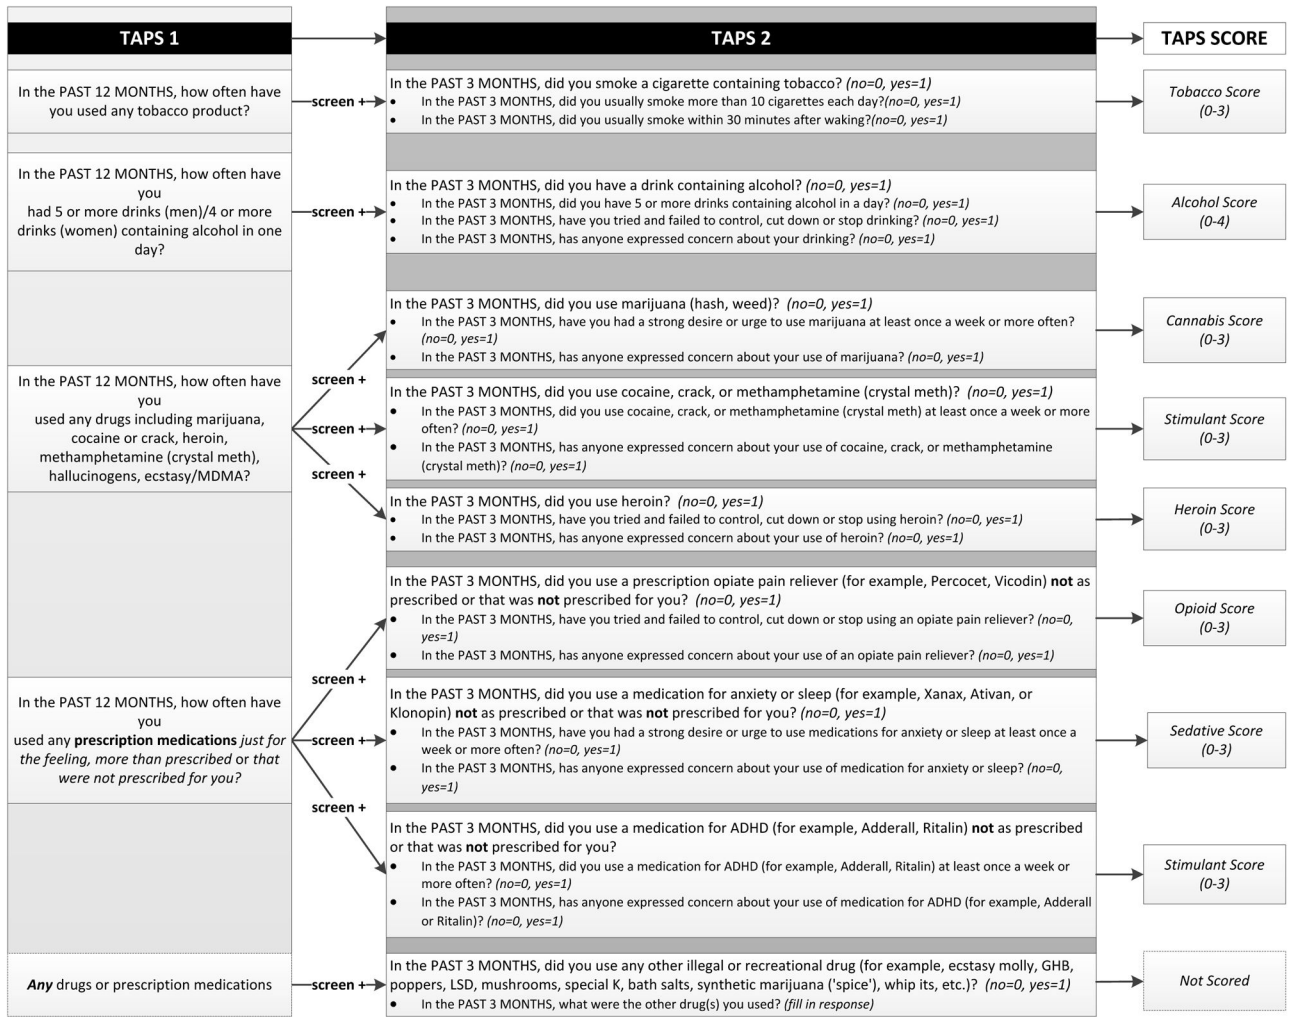 TAPS 1
TAPS 2
TAPS SCORE
In the PAST 12 MONTHS, how often have
you used any tobacco product?
screen +
In the PAST 3 MONTHS, did you smoke a cigarette containing tobacco? (no=0, yes=1)
• In the PAST 3 MONTHS, did you usually smoke more than 10 cigarettes each day?(no=0, yes=1)
• In the PAST 3 MONTHS, did you usually smoke within 30 minutes after waking?(no=0, yes=1)
Tobacco Score
(0-3)
In the PAST 12 MONTHS, how often have
you
had 5 or more drinks (men)/4 or more
drinks (women) containing alcohol in one
day?
screen +
In the PAST 3 MONTHS, did you have a drink containing alcohol? (no=0, yes=1)
• In the PAST 3 MONTHS, did you have 5 or more drinks containing alcohol in a day? (no=0, yes=1)
• In the PAST 3 MONTHS, have you tried and failed to control, cut down or stop drinking? (no=0, yes=1)
• In the PAST 3 MONTHS, has anyone expressed concern about your drinking? (no=0, yes=1)
Alcohol Score
(0-4)
In the PAST 12 MONTHS, how often have
you
used any drugs including marijuana,
cocaine or crack, heroin,
methamphetamine (crystal meth),
hallucinogens, ecstasy/MDMA?
screen +
In the PAST 3 MONTHS, did you use marijuana (hash, weed)? (no=0, yes=1)
• In the PAST 3 MONTHS, have you had a strong desire or urge to use marijuana at least once a week or more often?
(no=0, yes=1)
• In the PAST 3 MONTHS, has anyone expressed concern about your use of marijuana? (no=0, yes=1)
Cannabis Score
(0-3)
screen +
In the PAST 3 MONTHS, did you use cocaine, crack, or methamphetamine (crystal meth)? (no=0, yes=1)
• In the PAST 3 MONTHS, did you use cocaine, crack, or methamphetamine (crystal meth) at least once a week or more
often? (no=0, yes=1)
• In the PAST 3 MONTHS, has anyone expressed concern about your use of cocaine, crack, or methamphetamine
(crystal meth)? (no=0, yes=1)
Stimulant Score
(0-3)
screen +
In the PAST 3 MONTHS, did you use heroin? (no=0, yes=1)
• In the PAST 3 MONTHS, have you tried and failed to control, cut down or stop using heroin? (no=0, yes=1)
• In the PAST 3 MONTHS, has anyone expressed concern about your use of heroin? (no=0, yes=1)
Heroin Score
(0-3)
In the PAST 12 MONTHS, how often have
you
used any prescription medications just for
the feeling, more than prescribed or that
were not prescribed for you?
screen +
In the PAST 3 MONTHS, did you use a prescription opiate pain reliever (for example, Percocet, Vicodin) not as
prescribed or that was not prescribed for you? (no=0, yes=1)
• In the PAST 3 MONTHS, have you tried and failed to control, cut down or stop using an opiate pain reliever? (no=0,
yes=1)
• In the PAST 3 MONTHS, has anyone expressed concern about your use of an opiate pain reliever? (no=0, yes=1)
Opioid Score
(0-3)
screen +
In the PAST 3 MONTHS, did you use a medication for anxiety or sleep (for example, Xanax, Ativan, or
Klonopin) not as prescribed or that was not prescribed for you? (no=0, yes=1)
• In the PAST 3 MONTHS, have you had a strong desire or urge to use medications for anxiety or sleep at least once a
week or more often? (no=0, yes=1)
• In the PAST 3 MONTHS, has anyone expressed concern about your use of medication for anxiety or sleep? (no=0,
yes=1)
Sedative Score
(0-3)
screen +
In the PAST 3 MONTHS, did you use a medication for ADHD (for example, Adderall, Ritalin) not as prescribed
or that was not prescribed for you?
• In the PAST 3 MONTHS, did you use a medication for ADHD (for example, Adderall, Ritalin) at least once a week or
more often? (no=0, yes=1)
• In the PAST 3 MONTHS, has anyone expressed concern about your use of medication for ADHD (for example, Adderall
or Ritalin)? (no=0, yes=1)
Stimulant Score
(0-3)
Any drugs or prescription medications
screen +
In the PAST 3 MONTHS, did you use any other illegal or recreational drug (for example, ecstasy molly, GHB,
poppers, LSD, mushrooms, special K, bath salts, synthetic marijuana ('spice'), whip its, etc.)? (no=0, yes=1)
• In the PAST 3 MONTHS, what were the other drug(s) you used? (fill in response)
Not Scored